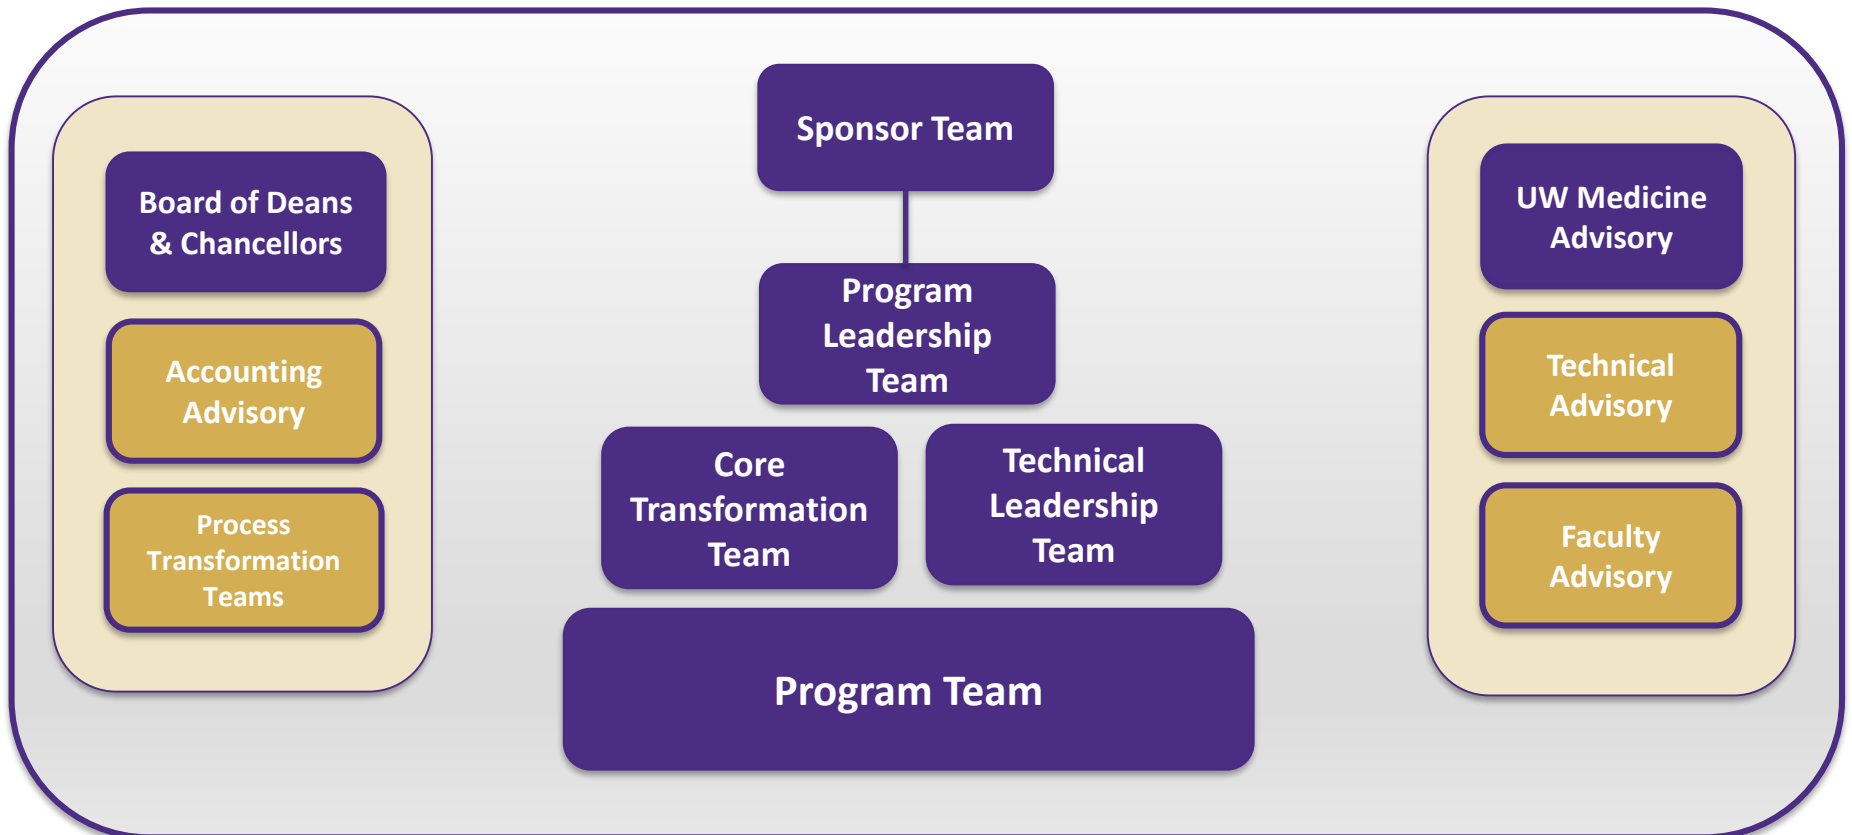 Sponsor Team
Board of Deans
& Chancellors
Accounting
Advisory
Process
Transformation
Teams
Program
Leadership
Team
Core
Transformation
Team
Technical
Leadership
Team
Program Team
UW Medicine
Advisory
Technical
Advisory
Faculty
Advisory